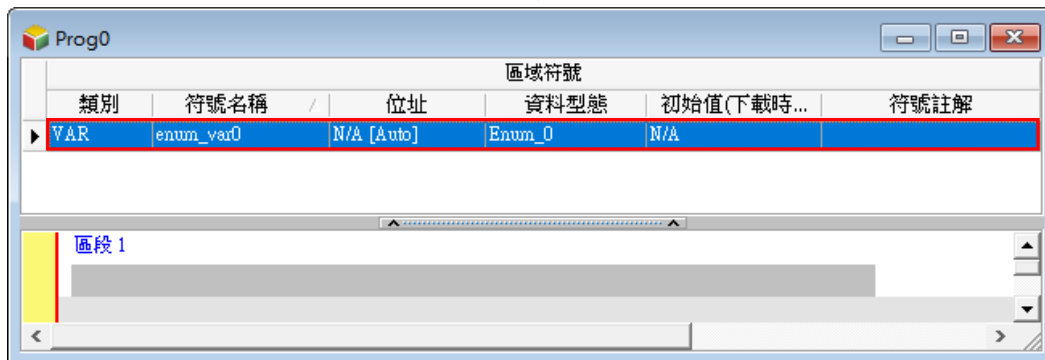 Prog0
區域符號
類別 符號名稱 位址 資料型態 初始值(下載時... 符號註解
VAR enum_var0 N/A [Auto] Enum_0 N/A
區段 1